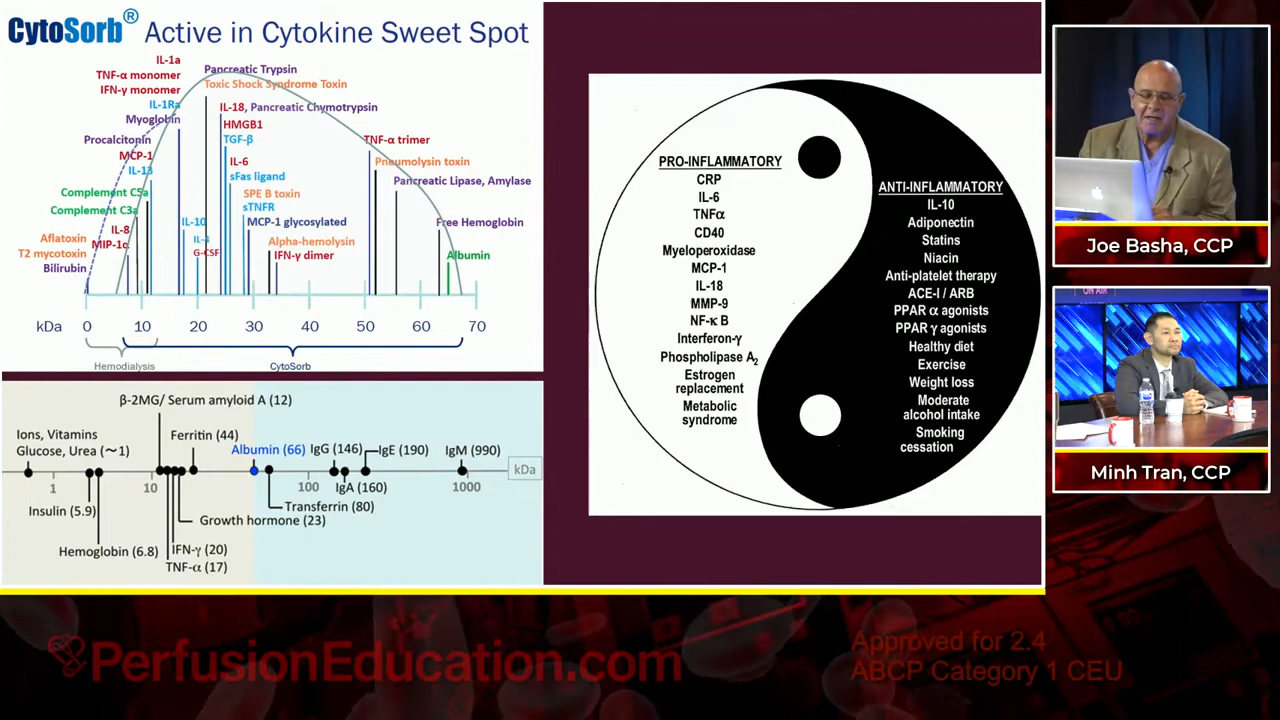 CytoSorb® Active in Cytokine Sweet Spot
IL-1a
TNF-α monomer
IFN-γ monomer
IL-1Ra
Myoglobin
Procalcitonin
MCP-1
IL-13
Complement C5a
Complement C3a
IL-8
MIP-1α
Aflatoxin
T2 mycotoxin
Bilirubin
Pancreatic Trypsin
Toxic Shock Syndrome Toxin
IL-18, Pancreatic Chymotrypsin
HMGB1
TGF-β
IL-6
sFas ligand
SPE B toxin
sTNFR
IL-10
MCP-1 glycosylated
IL-4
G-CSF
Alpha-hemolysin
IFN-γ dimer
TNF-α trimer
Pneumolysin toxin
Pancreatic Lipase, Amylase
Free Hemoglobin
Albumin
kDa 0 10 20 30 40 50 60 70
Hemodialysis
CytoSorb
β-2MG/ Serum amyloid A (12)
Ions, Vitamins
Glucose, Urea (~1)
Ferritin (44)
Albumin (66)
IgG (146)
IgE (190)
IgM (990)
kDa
1 10 100 1000
IgA (160)
Insulin (5.9)
Transferrin (80)
Growth hormone (23)
Hemoglobin (6.8)
IFN-γ (20)
TNF-α (17)
PRO-INFLAMMATORY
CRP
IL-6
TNFα
CD40
Myeloperoxidase
MCP-1
IL-18
MMP-9
NF-κ B
Interferon-γ
Phospholipase A2
Estrogen
replacement
Metabolic
syndrome
ANTI-INFLAMMATORY
IL-10
Adiponectin
Statins
Niacin
Anti-platelet therapy
ACE-I / ARB
PPAR α agonists
PPAR γ agonists
Healthy diet
Exercise
Weight loss
Moderate
alcohol intake
Smoking
cessation
Joe Basha, CCP
ON AIR
Minh Tran, CCP
PerfusionEducation.com
Approved for 2.4
ABCP Category 1 CEU